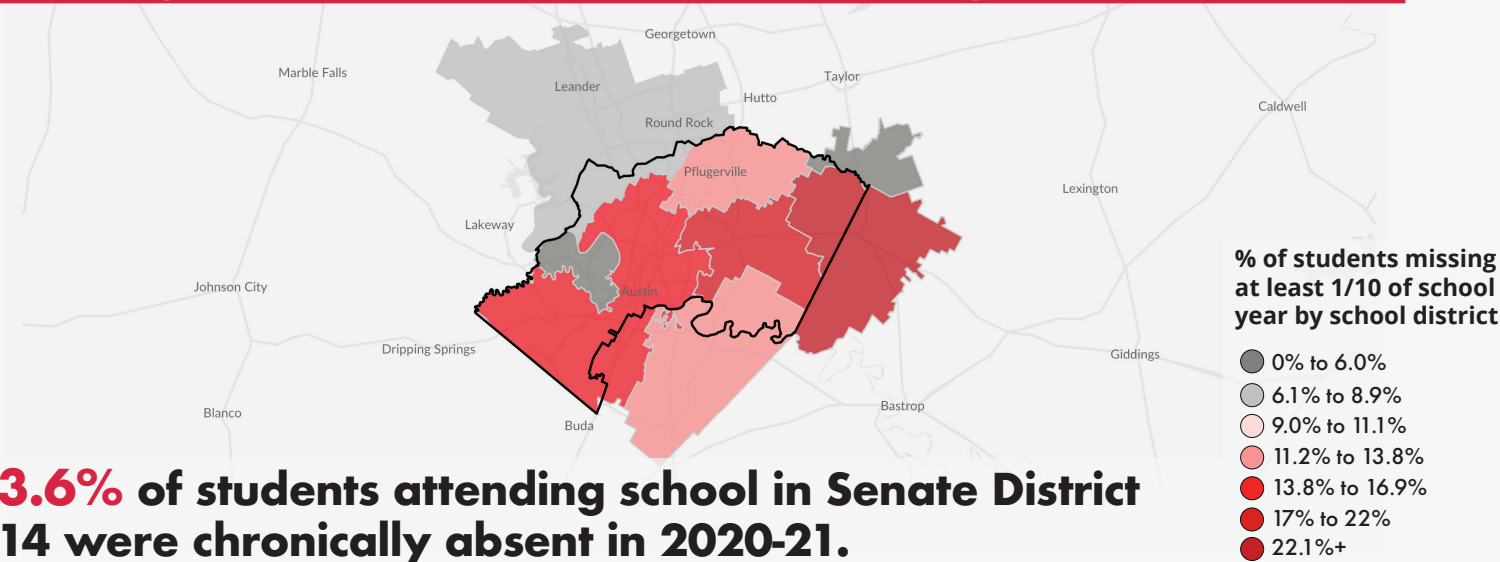 Georgetown
Marble Falls
Taylor
Leander
Hutto
Caldwell
Round Rock
Pflugerville
Lexington
Lakeway
Johnson City
Austin
Dripping Springs
Giddings
Blanco
Bastrop
Buda
% of students missing
at least 1/10 of school
year by school district
0% to 6.0%
6.1% to 8.9%
9.0% to 11.1%
11.2% to 13.8%
13.8% to 16.9%
17% to 22%
22.1%+
3.6% of students attending school in Senate District
14 were chronically absent in 2020-21.